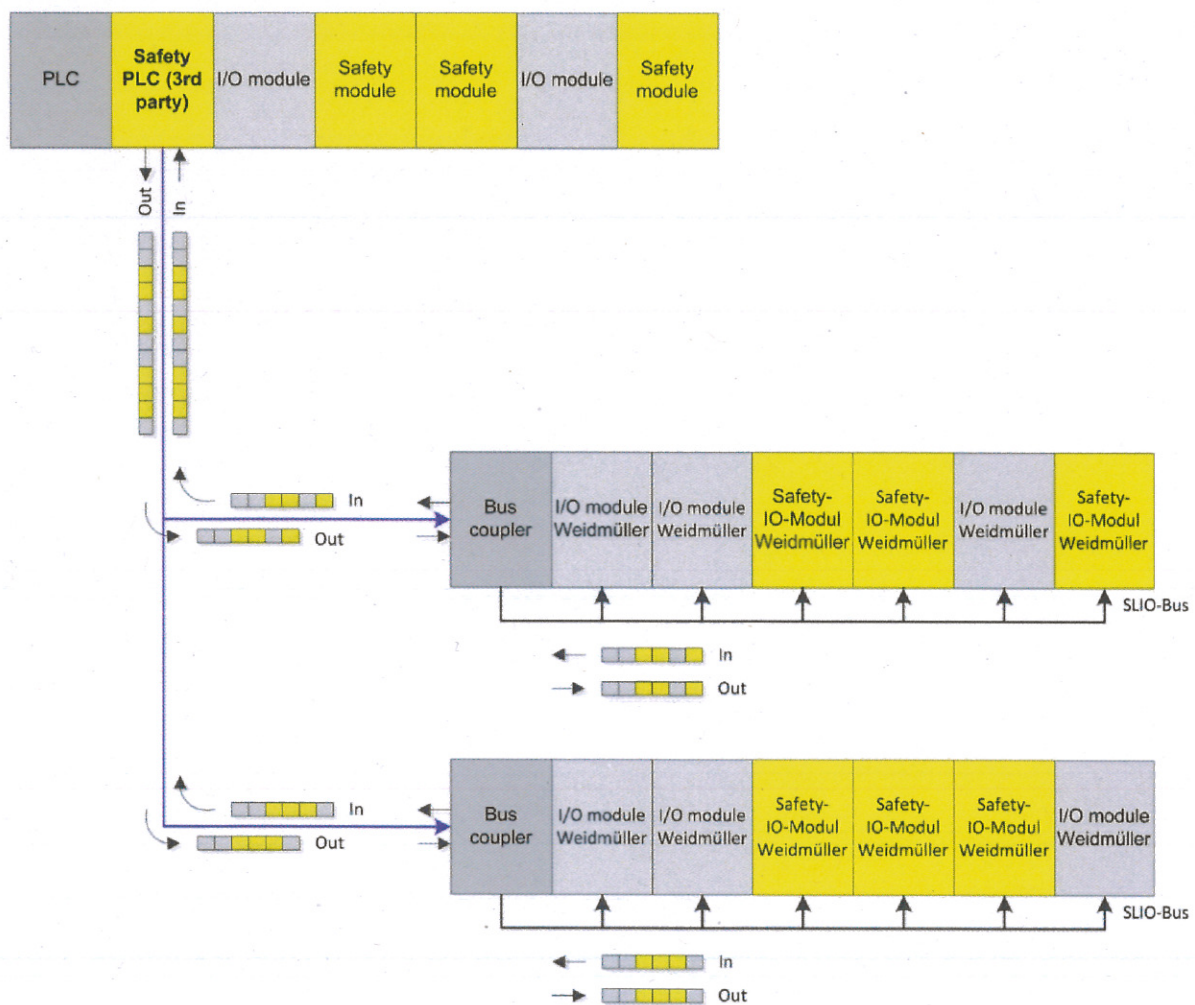 PLC
Safety
PLC (3rd
party)
I/O module
Safety
module
Safety
module
I/O module
Safety
module
Out
In
In
Out
Bus
coupler
I/O module
Weidmüller
I/O module
Weidmüller
Safety-
IO-Modul
Weidmüller
Safety-
IO-Modul
Weidmüller
I/O module
Weidmüller
Safety-
IO-Modul
Weidmüller
SLIO-Bus
In
Out
In
Out
Bus
coupler
I/O module
Weidmüller
I/O module
Weidmüller
Safety-
IO-Modul
Weidmüller
Safety-
IO-Modul
Weidmüller
Safety-
IO-Modul
Weidmüller
I/O module
Weidmüller
SLIO-Bus
In
Out